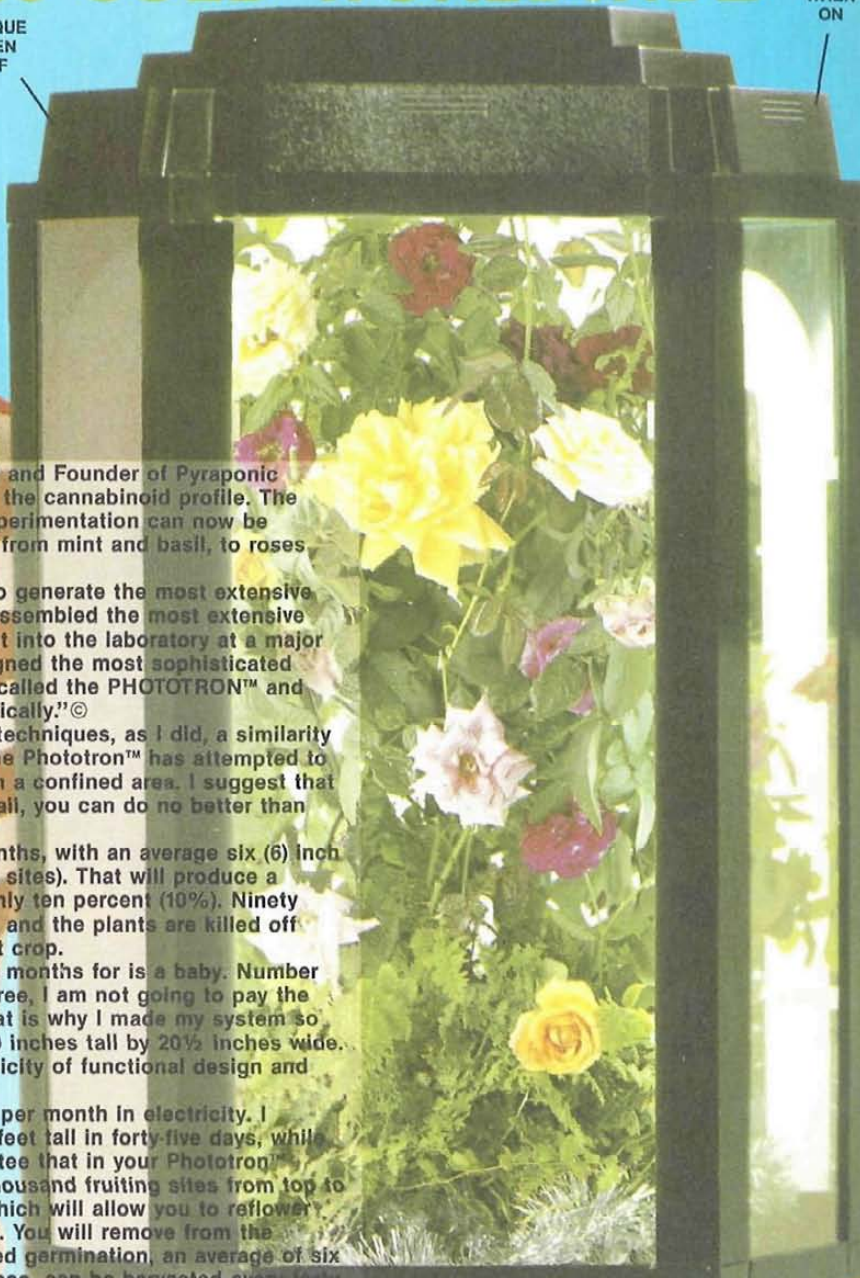 ON
and Founder of Pyraponic
the cannabinoid profile. The
perimentation can now be
from mint and basil, to roses
o generate the most extensive
ssembled the most extensive
t into the laboratory at a major
gned the most sophisticated
called the PHOTOTRON™ and
ically."©
techniques, as I did, a similarity
e Phototron™ has attempted to
n a confined area. I suggest that
ail, you can do no better than
nths, with an average six (6) inch
sites). That will produce a
nly ten percent (10%). Ninety
and the plants are killed off
t crop.
months for is a baby. Number
ree, I am not going to pay the
at is why I made my system so
inches tall by 20½ inches wide.
icity of functional design and
per month in electricity. I
feet tall in forty-five days, while
tee that in your Phototron™
ousand fruiting sites from top to
hich will allow you to reflower
. You will remove from the
ed germination, an average of six